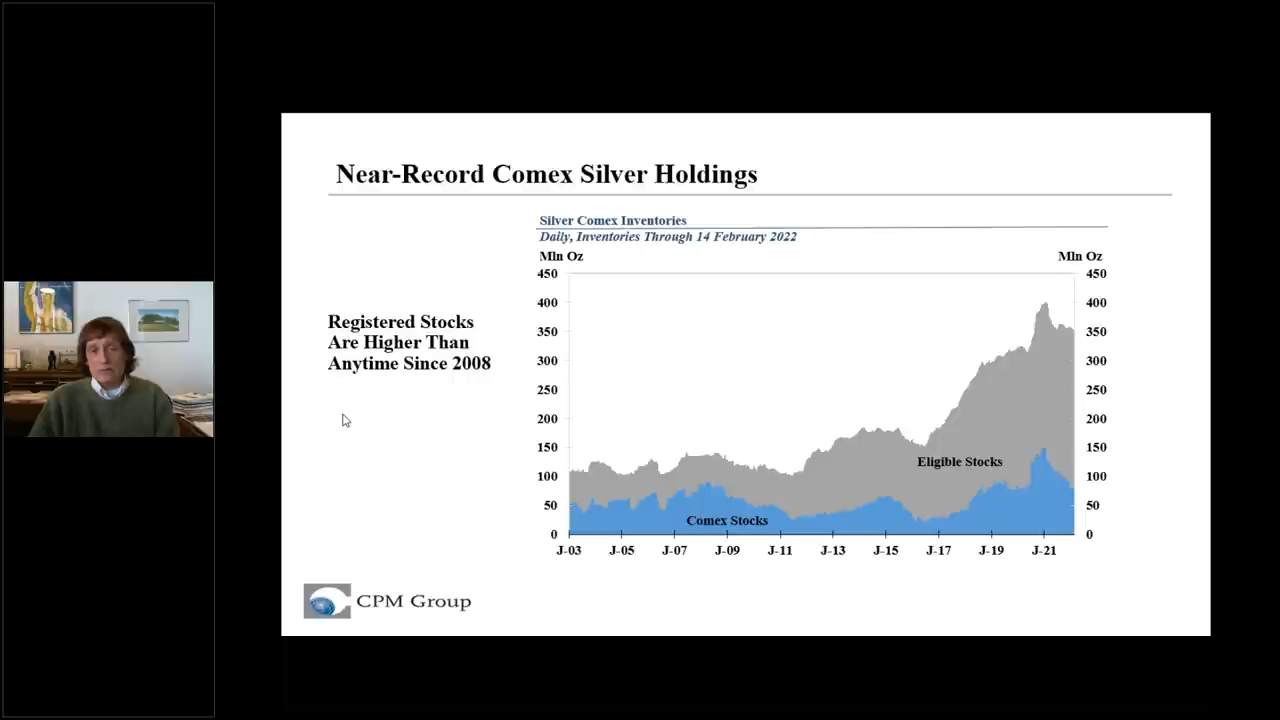 Near-Record Comex Silver Holdings
Silver Comex Inventories
Daily, Inventories Through 14 February 2022
Mln Oz
Mln Oz
450
450
400
400
350
350
300
300
250
250
200
200
150
150
100
100
50
50
0
0
Registered Stocks
Are Higher Than
Anytime Since 2008
Eligible Stocks
Comex Stocks
J-03 J-05 J-07 J-09 J-11 J-13 J-15 J-17 J-19 J-21
CPM Group